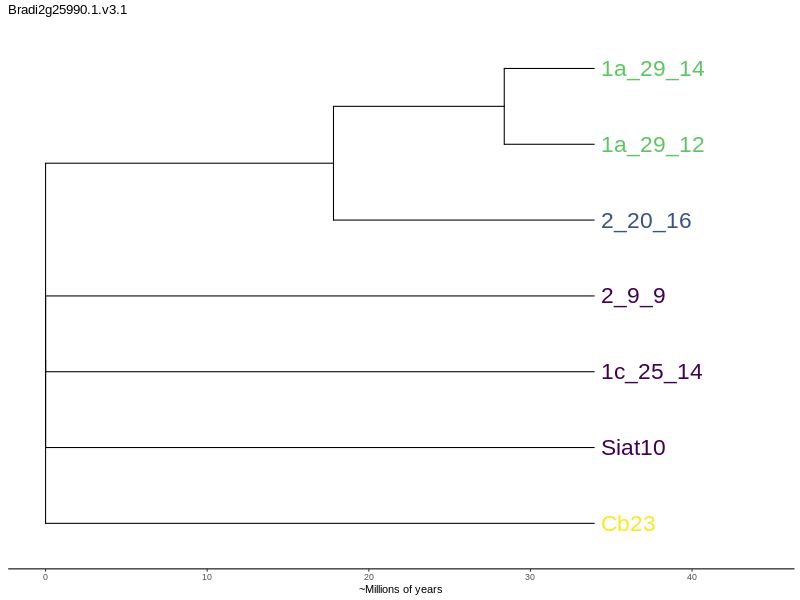 Bradi2g25990.1.v3.1
1a_29_14
1a_29_12
2_20_16
2_9_9
1c_25_14
Siat10
Cb23
0 10 20 30 40
~Millions of years